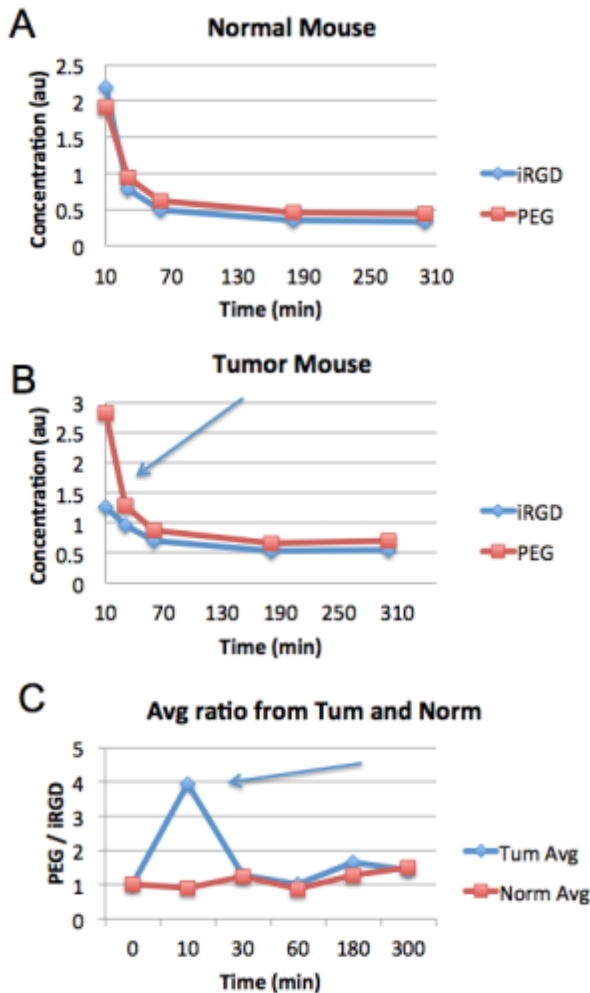 A
Normal Mouse
Concentration (au)
2.5
2
1.5
1
0.5
0
10 70 130 190 250 310
Time (min)
iRGD
PEG
B
Tumor Mouse
Concentration (au)
3
2.5
2
1.5
1
0.5
0
10 70 130 190 250 310
Time (min)
iRGD
PEG
C
Avg ratio from Tum and Norm
PEG / iRGD
5
4
3
2
1
0
0 10 30 60 180 300
Time (min)
Tum Avg
Norm Avg